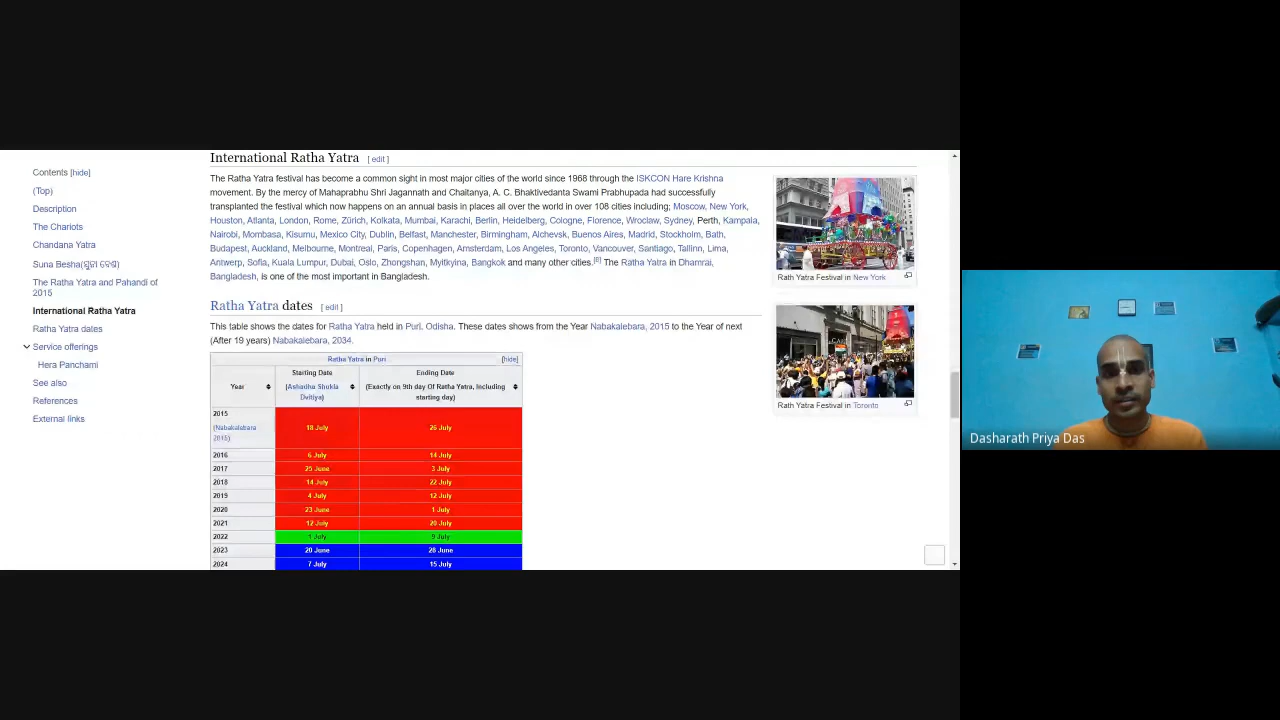 International Ratha Yatra [ edit ]
Contents [hide]
(Top)
Description
The Chariots
Chandana Yatra
Suna Besha(ସୁନା ବେଶ)
The Ratha Yatra and Pahandi of
2015
International Ratha Yatra
Ratha Yatra dates
Service offerings
Hera Panchami
See also
References
External links
The Ratha Yatra festival has become a common sight in most major cities of the world since 1968 through the ISKCON Hare Krishna
movement. By the mercy of Mahaprabhu Shri Jagannath and Chaitanya, A. C. Bhaktivedanta Swami Prabhupada had successfully
transplanted the festival which now happens on an annual basis in places all over the world in over 108 cities including; Moscow, New York,
Houston, Atlanta, London, Rome, Zürich, Kolkata, Mumbai, Karachi, Berlin, Heidelberg, Cologne, Florence, Wroclaw, Sydney, Perth, Kampala,
Nairobi, Mombasa, Kisumu, Mexico City, Dublin, Belfast, Manchester, Birmingham, Alchevsk, Buenos Aires, Madrid, Stockholm, Bath,
Budapest, Auckland, Melbourne, Montreal, Paris, Copenhagen, Amsterdam, Los Angeles, Toronto, Vancouver, Santiago, Tallinn, Lima,
Antwerp, Sofia, Kuala Lumpur, Dubai, Oslo, Zhongshan, Myitkyina, Bangkok and many other cities.[8] The Ratha Yatra in Dhamrai,
Bangladesh, is one of the most important in Bangladesh.
Rath Yatra Festival in New York
Ratha Yatra dates [ edit ]
This table shows the dates for Ratha Yatra held in Puri, Odisha. These dates shows from the Year Nabakalebara, 2015 to the Year of next
(After 19 years) Nabakalebara, 2034.
Rath Yatra Festival in Toronto
Ratha Yatra in Puri [hide]
Year
Starting Date
(Ashadha Shukla
Dvitiya)
Ending Date
(Exactly on 9th day Of Ratha Yatra, Including
starting day)
2015
(Nabakalebara
2015)
18 July 26 July
2016 6 July 14 July
2017 25 June 3 July
2018 14 July 22 July
2019 4 July 12 July
2020 23 June 1 July
2021 12 July 20 July
2022 1 July 9 July
2023 20 June 28 June
2024 7 July 15 July
Dasharath Priya Das